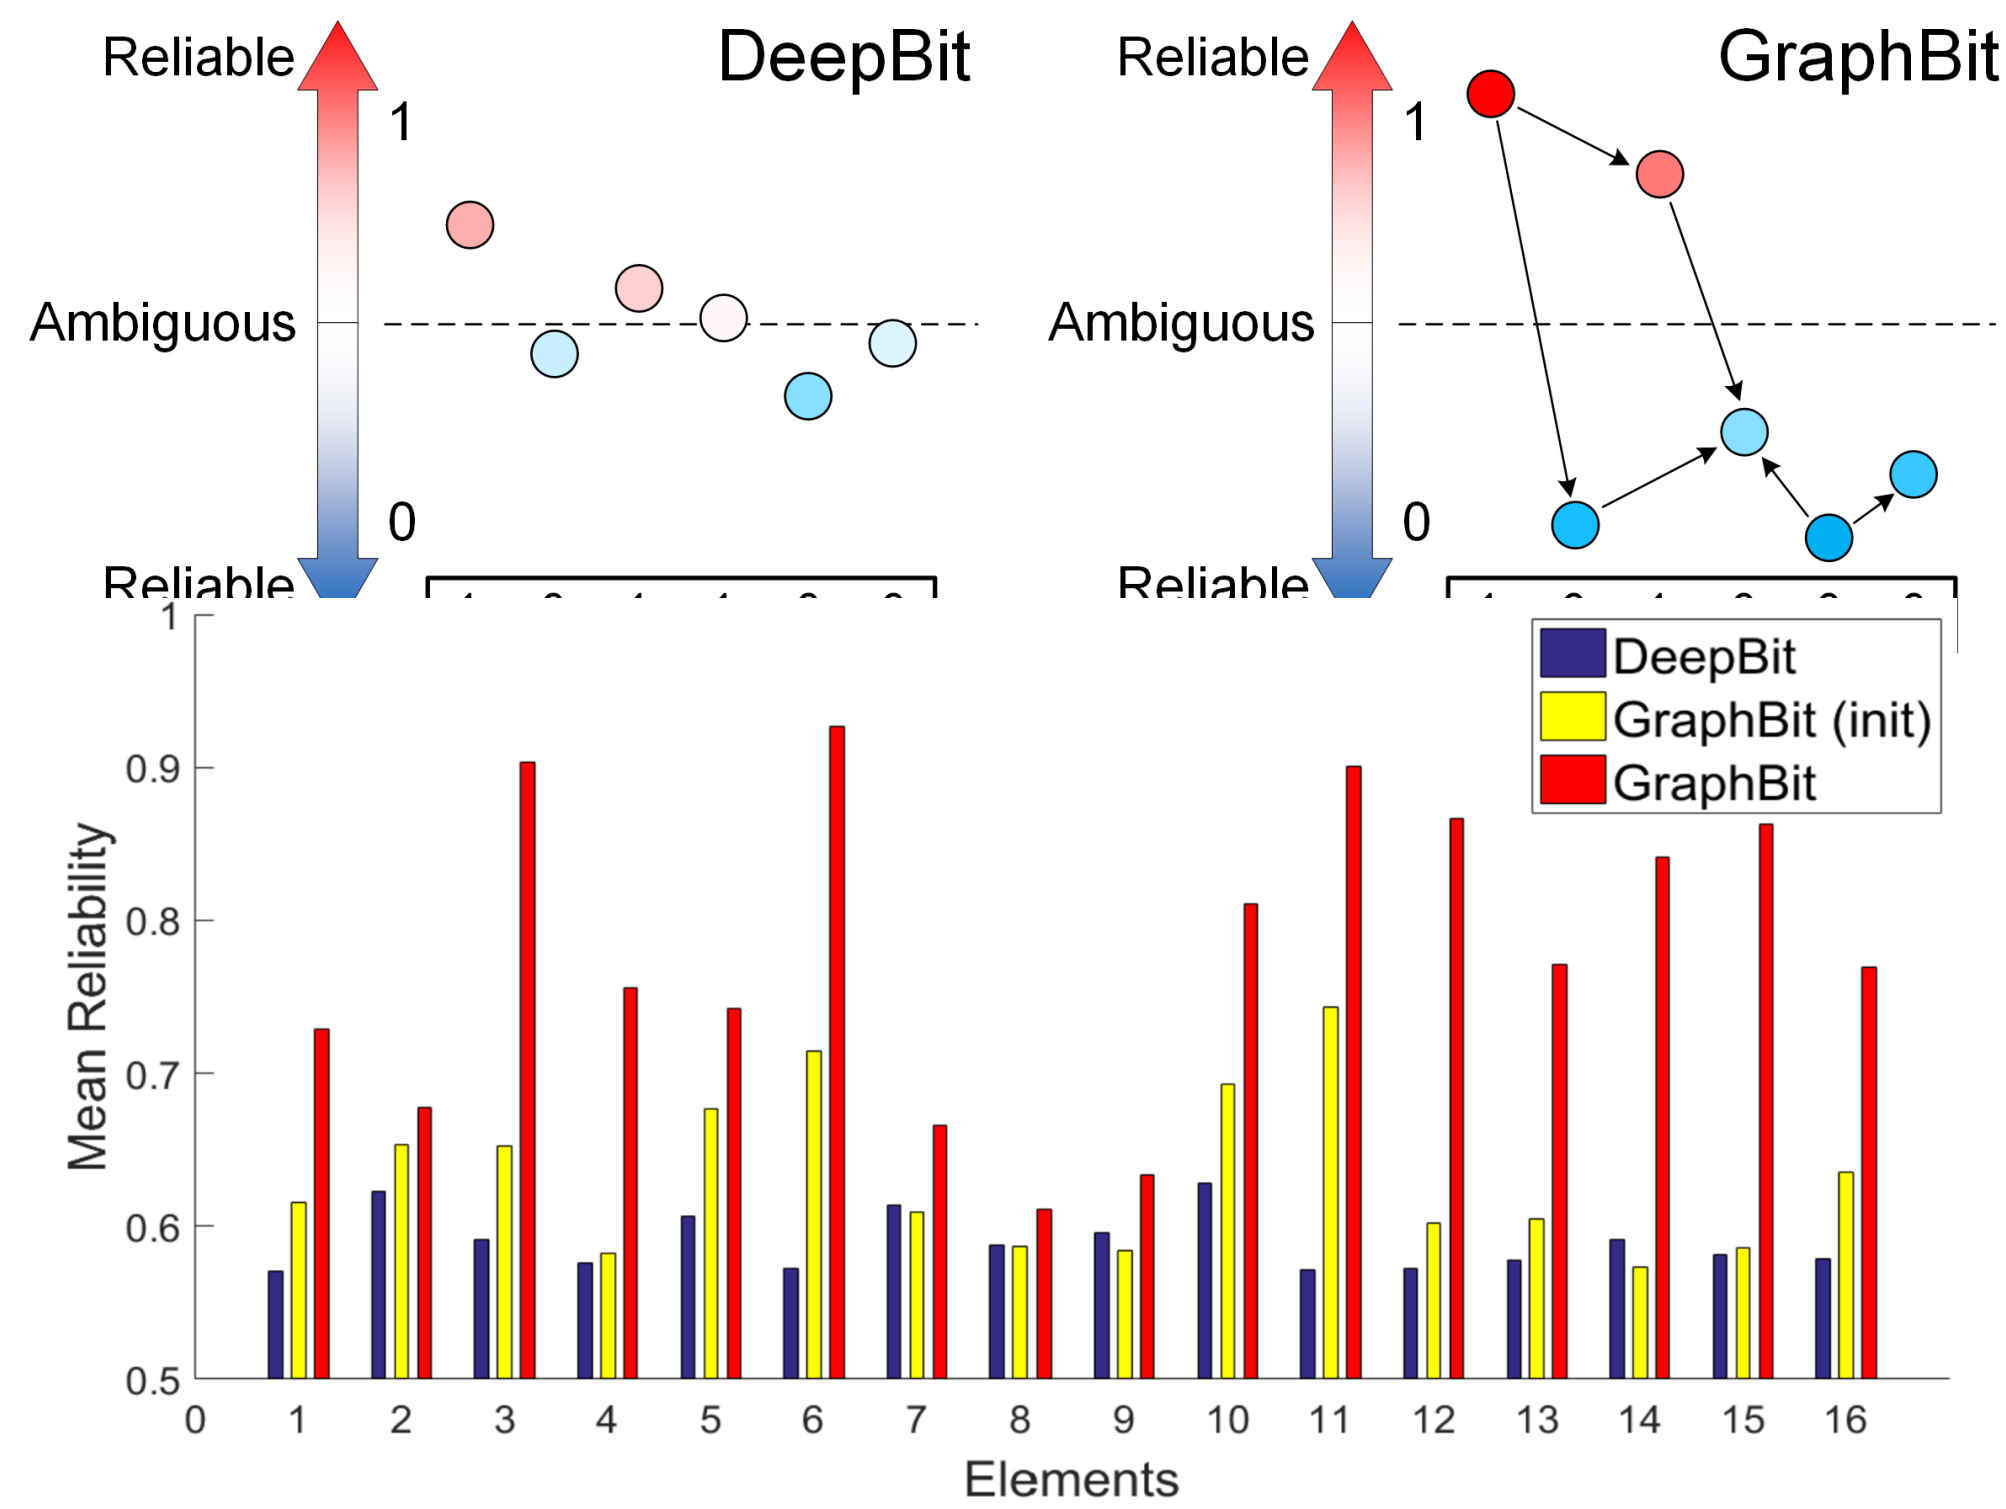 Reliable DeepBit Reliable GraphBit
1 1
Ambiguous Ambiguous
0 0
Reliable Reliable
1
DeepBit
GraphBit (init)
GraphBit
0.9
0.8
0.7
0.6
0.5
Mean Reliability
0 1 2 3 4 5 6 7 8 9 10 11 12 13 14 15 16
Elements